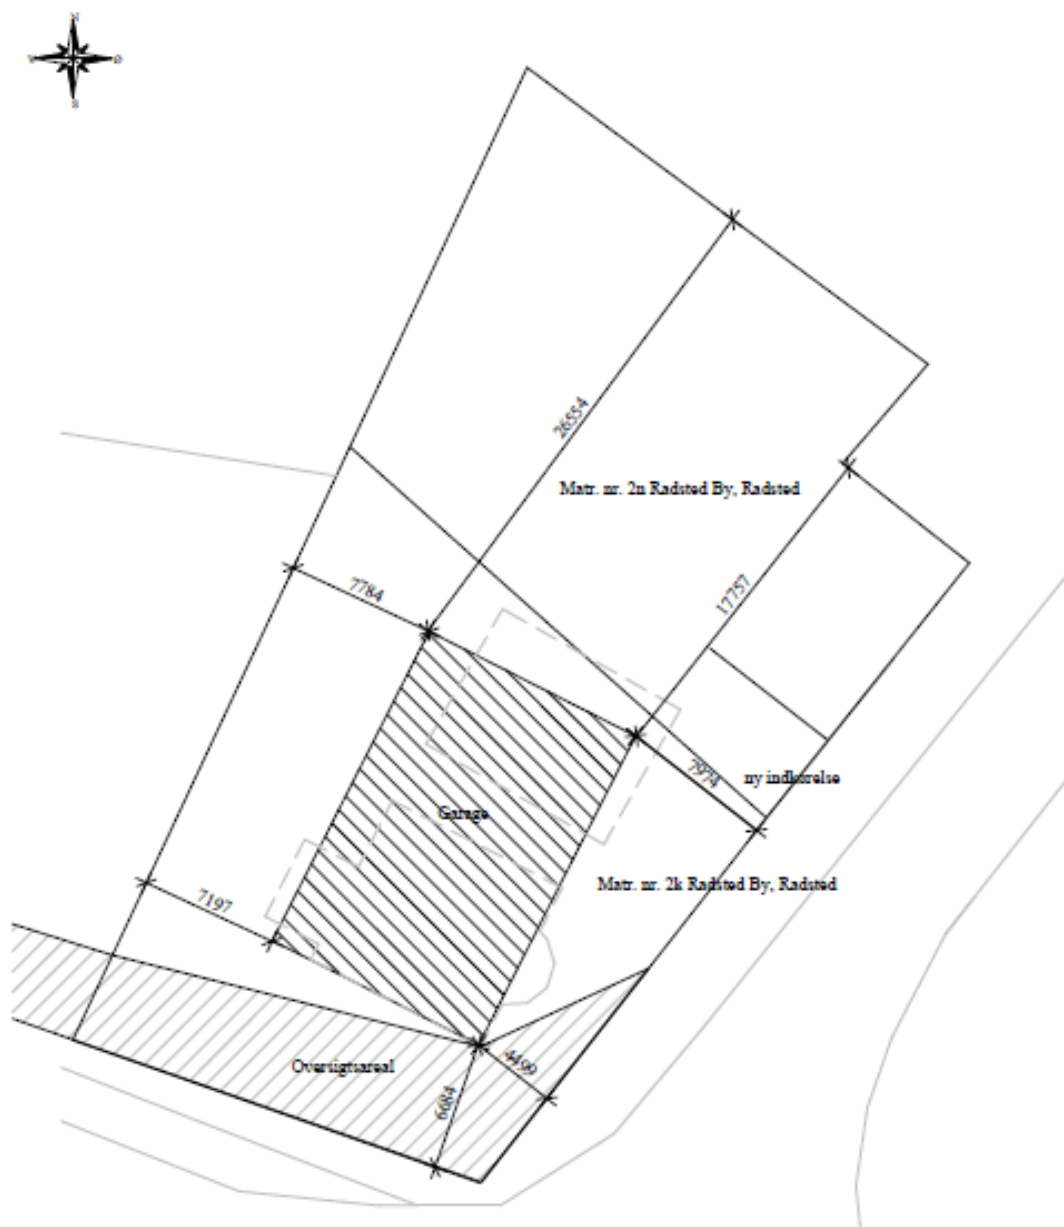 N
V Ø
S
26554
Matr. nr. 2n Radsted By, Radsted
7784
17757
7974
ny indkørelse
Garage
Matr. nr. 2k Radsted By, Radsted
7197
4499
Oversigtsareal
6684